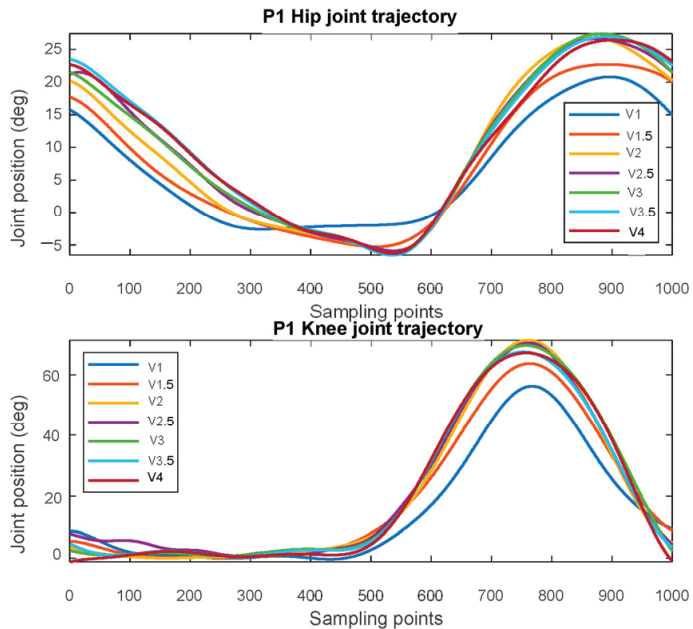 P1 Hip joint trajectory
25
20
15
10
5
0
−5
Joint position (deg)
V1
V1.5
V2
V2.5
V3
V3.5
V4
0 100 200 300 400 500 600 700 800 900 1000
Sampling points
P1 Knee joint trajectory
60
40
20
0
Joint position (deg)
V1
V1.5
V2
V2.5
V3
V3.5
V4
0 100 200 300 400 500 600 700 800 900 1000
Sampling points